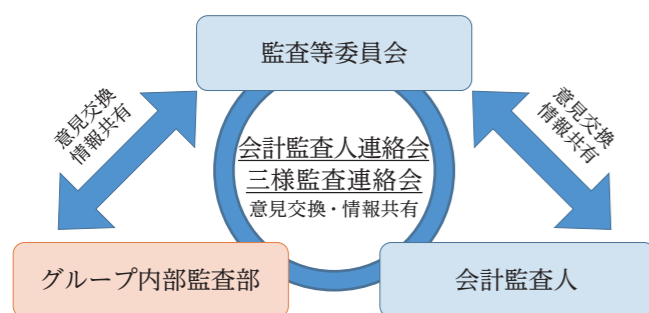 監査等委員会
意見交換
情報共有
意見交換
情報共有
会計監査人連絡会
三様監査連絡会
意見交換・情報共有
グループ内部監査部
会計監査人